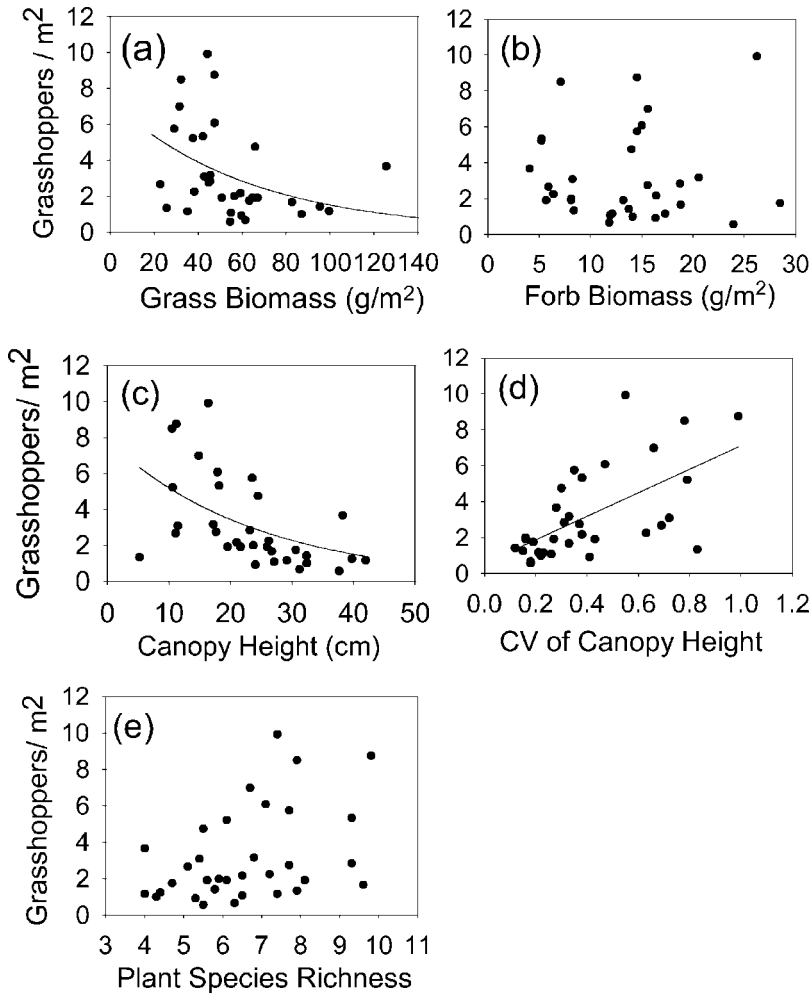 (a)
Grasshoppers / m2
12
10
8
6
4
2
0
0 20 40 60 80 100 120 140
Grass Biomass (g/m2)
(b)
12
10
8
6
4
2
0
0 5 10 15 20 25 30
Forb Biomass (g/m2)
(c)
Grasshoppers/ m2
12
10
8
6
4
2
0
0 10 20 30 40 50
Canopy Height (cm)
(d)
12
10
8
6
4
2
0
0.0 0.2 0.4 0.6 0.8 1.0 1.2
CV of Canopy Height
(e)
Grasshoppers/ m2
12
10
8
6
4
2
0
3 4 5 6 7 8 9 10 11
Plant Species Richness